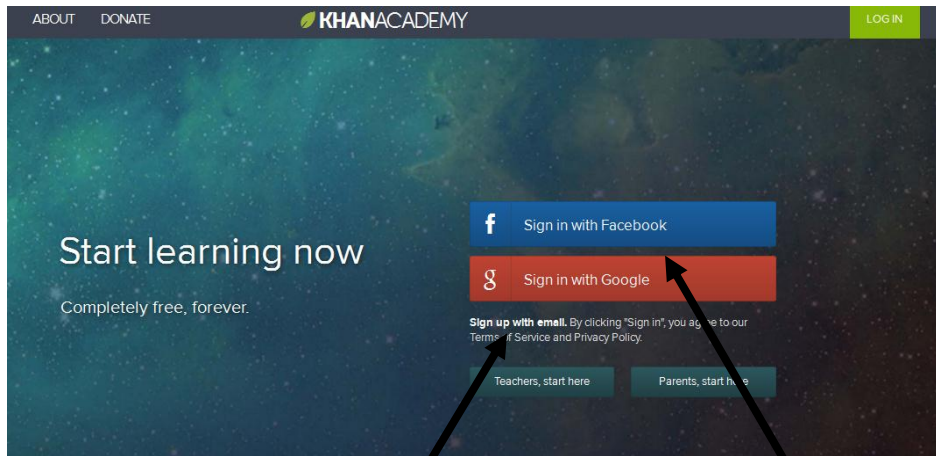 ABOUT DONATE KHANACADEMY LOG IN
f Sign in with Facebook
Start learning now
g Sign in with Google
Completely free, forever.
Sign up with email. By clicking "Sign in", you agree to our
Terms of Service and Privacy Policy.
Teachers, start here Parents, start here